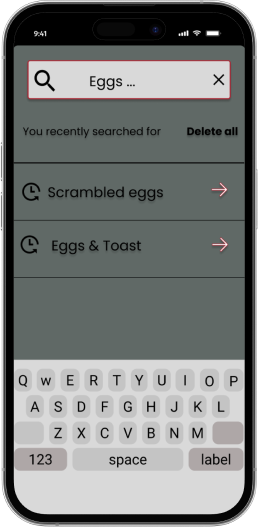 9:41
Eggs ...
You recently searched for Delete all
Scrambled eggs
Eggs & Toast
Q w E R T Y U I O P
A S D F G H J K L
Z X C V B N M
123 space label